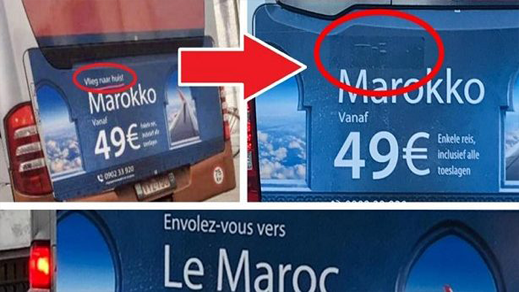 Vlieg naar huis!
Marokko
Vanaf
49€
Enkele reis,
inclusief alle
toeslagen
0902 33 920
Marokko
Vanaf
49€
Enkele reis,
inclusief alle
toeslagen
Envolez-vous vers
Le Maroc